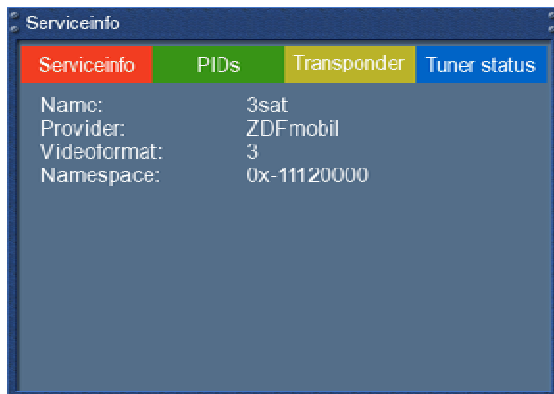 Serviceinfo
Serviceinfo PIDs Transponder Tuner status
Name: 3sat
Provider: ZDFmobil
Videoformat: 3
Namespace: 0x-11120000